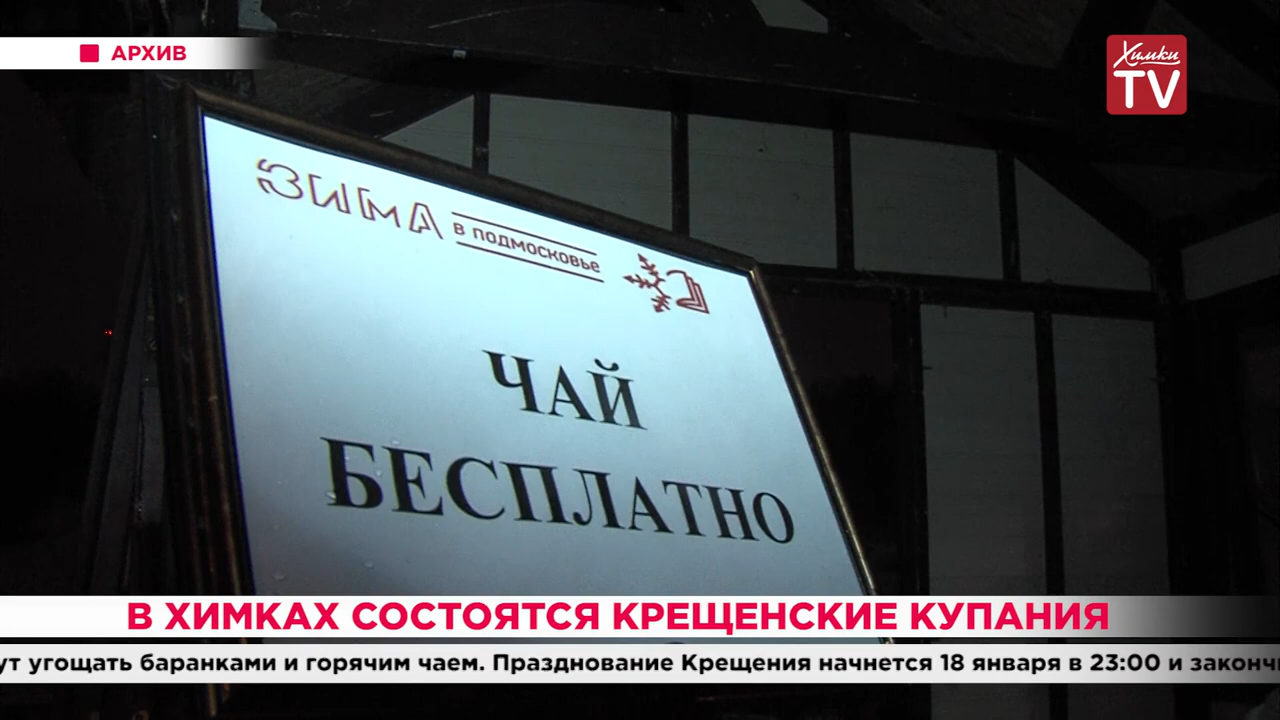 АРХИВ
Химки
TV
ЗИМА
В ПОДМОСКОВЬЕ
ЧАЙ
БЕСПЛАТНО
В ХИМКАХ СОСТОЯТСЯ КРЕЩЕНСКИЕ КУПАНИЯ
ут угощать баранками и горячим чаем. Празднование Крещения начнется 18 января в 23:00 и законч